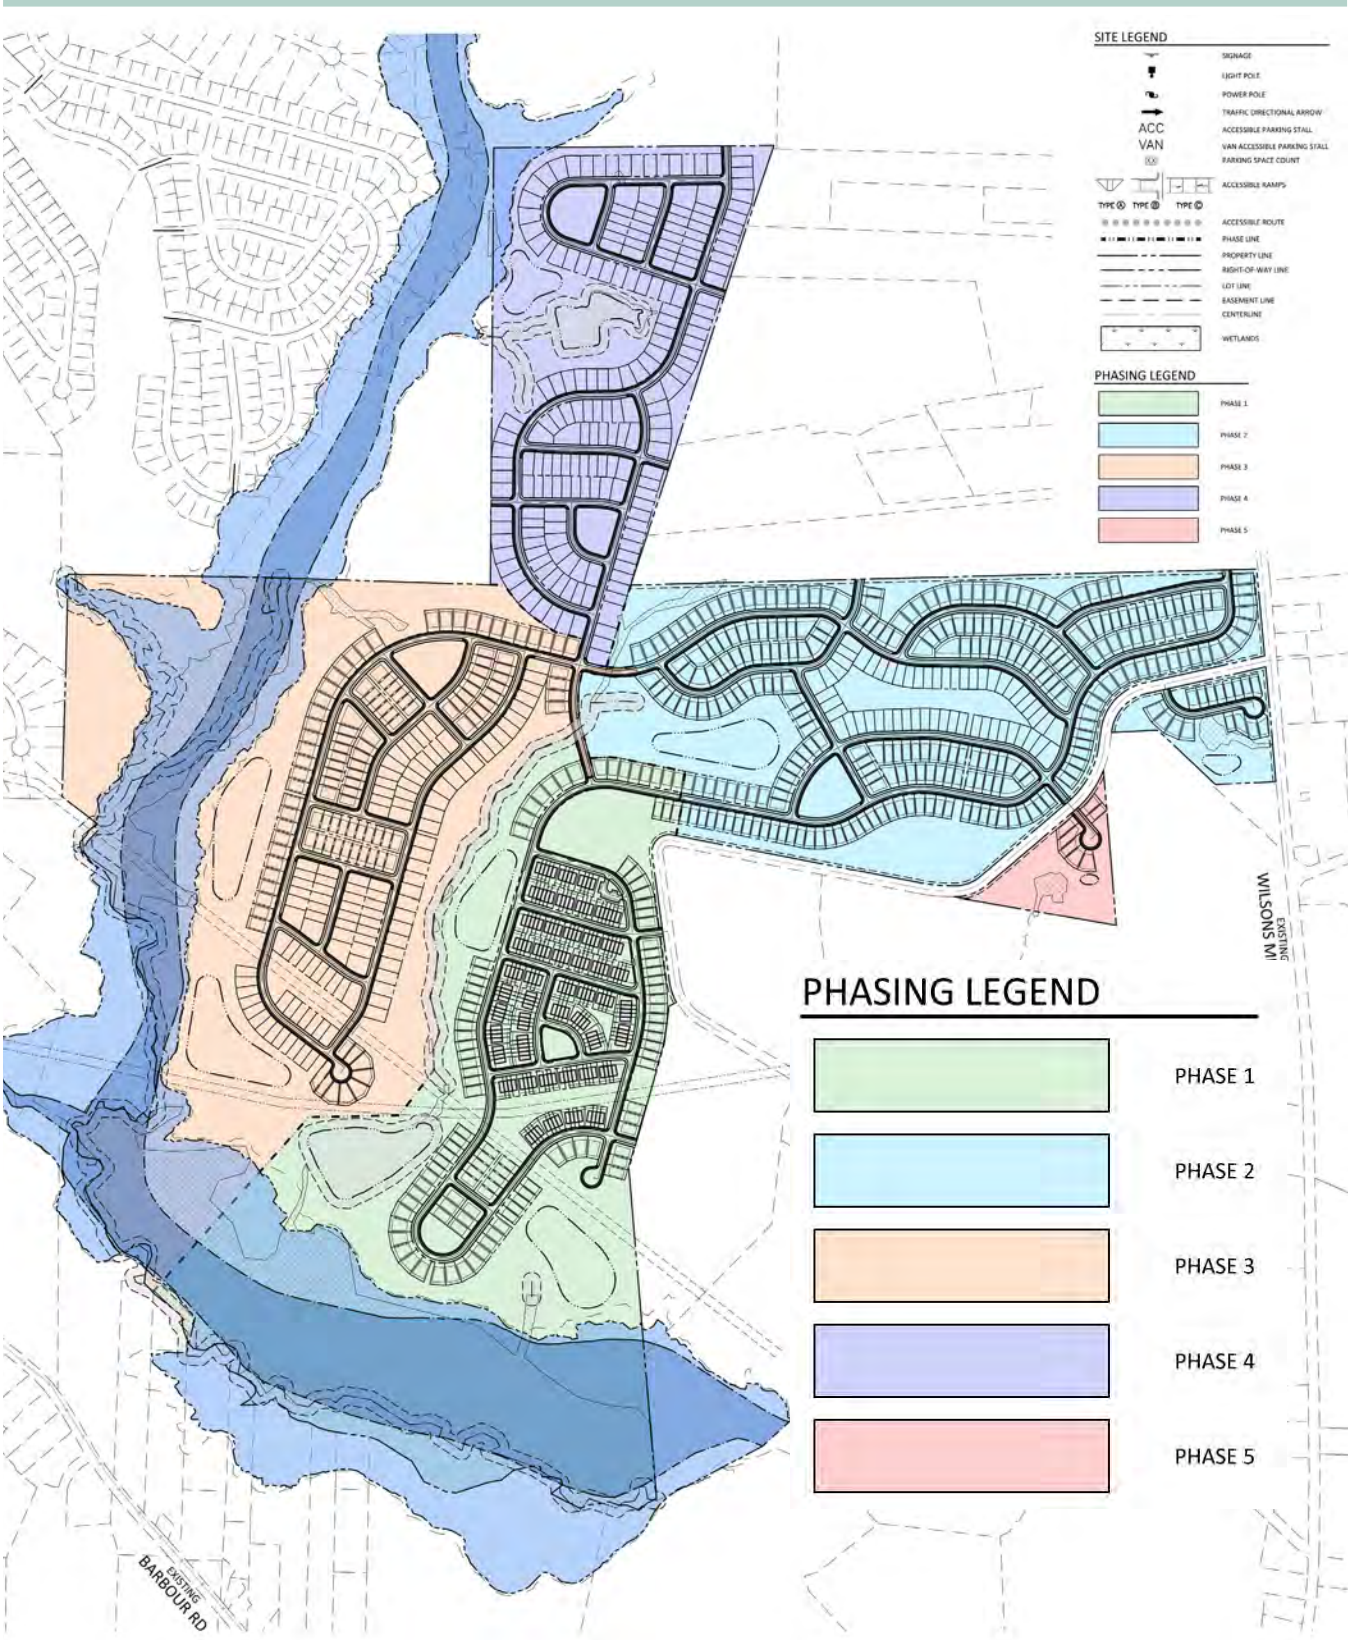 SITE LEGEND
SIGNAGE
LIGHT POLE
POWER POLE
TRAFFIC DIRECTIONAL ARROW
ACC ACCESSIBLE PARKING STALL
VAN VAN ACCESSIBLE PARKING STALL
PARKING SPACE COUNT
ACCESSIBLE RAMPS
TYPE A TYPE B TYPE C
ACCESSIBLE ROUTE
PHASE LINE
PROPERTY LINE
RIGHT-OF-WAY LINE
LOT LINE
EASEMENT LINE
CENTERLINE
WETLANDS
PHASING LEGEND
PHASE 1
PHASE 2
PHASE 3
PHASE 4
PHASE 5
EXISTING
WILSONS MI
PHASING LEGEND
PHASE 1
PHASE 2
PHASE 3
PHASE 4
PHASE 5
EXISTING
BARBOUR RD